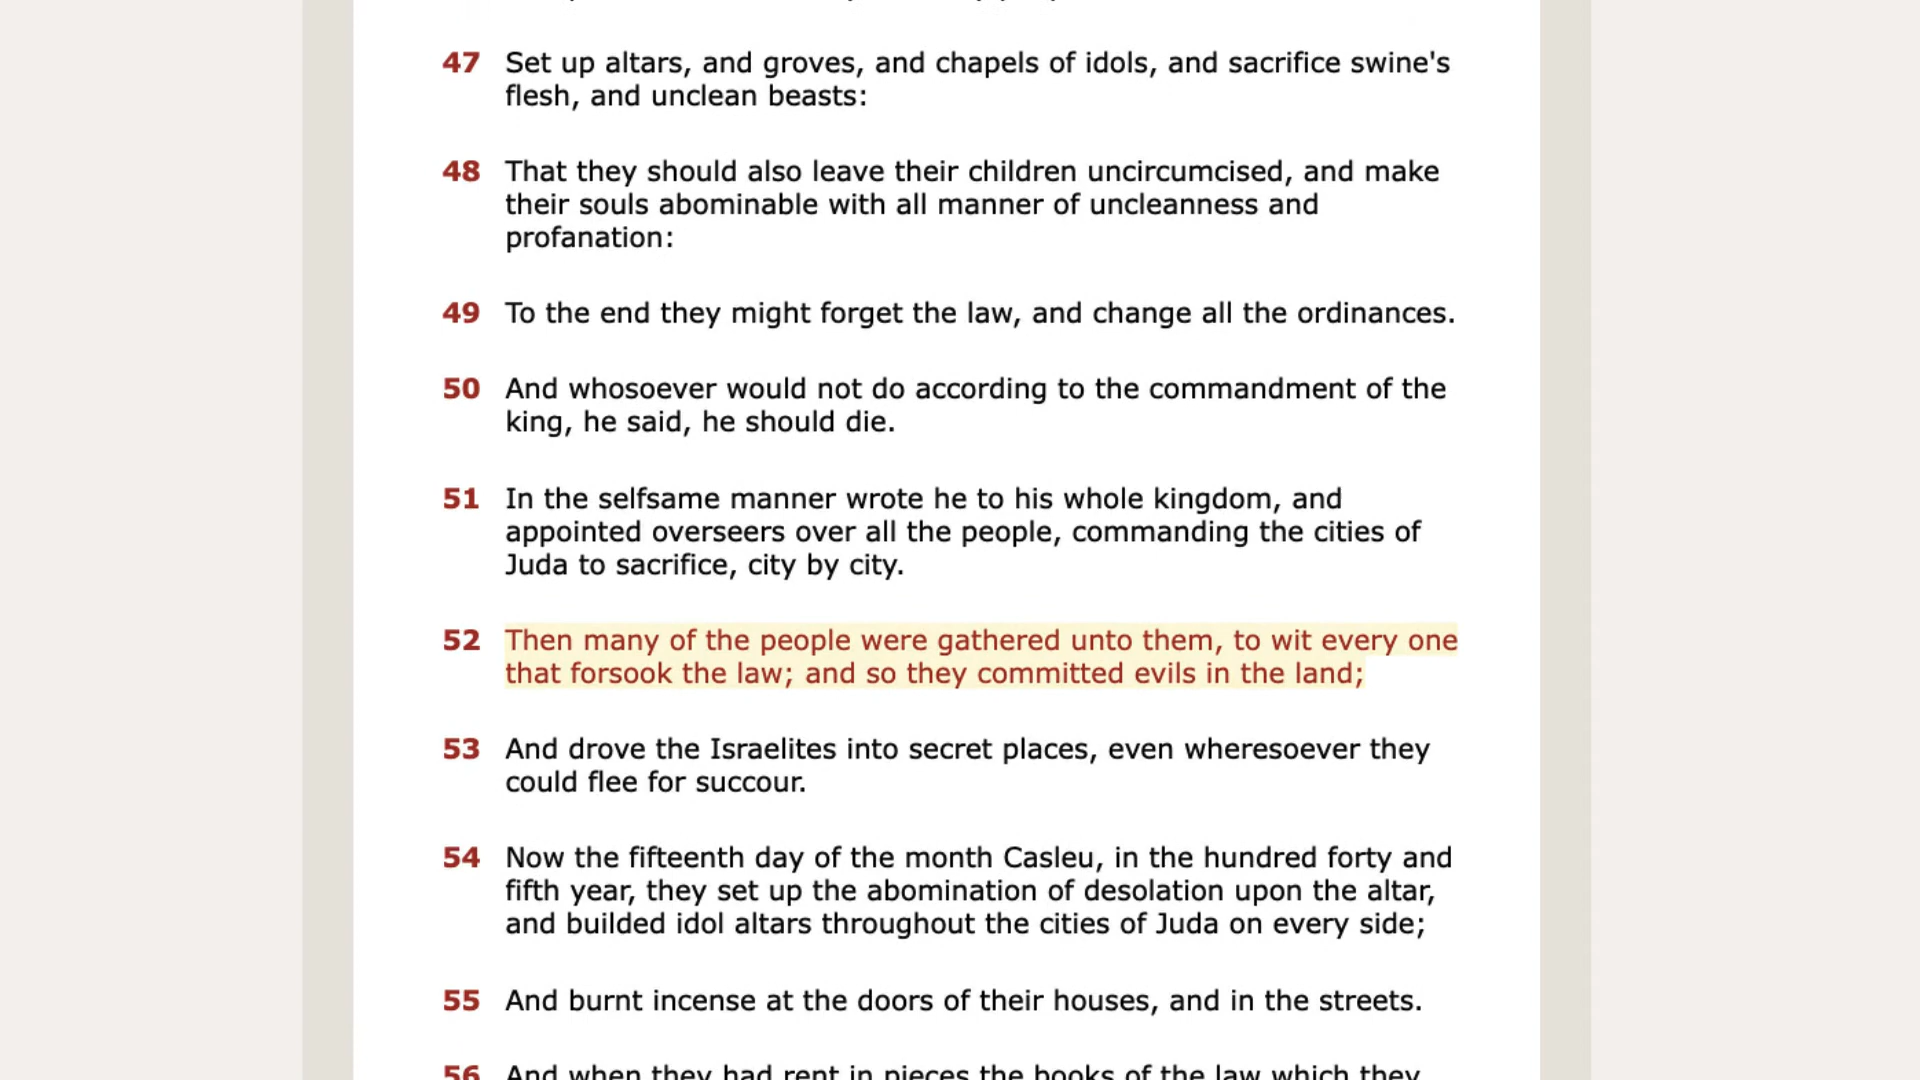 47 Set up altars, and groves, and chapels of idols, and sacrifice swine's
flesh, and unclean beasts:
48 That they should also leave their children uncircumcised, and make
their souls abominable with all manner of uncleanness and
profanation:
49 To the end they might forget the law, and change all the ordinances.
50 And whosoever would not do according to the commandment of the
king, he said, he should die.
51 In the selfsame manner wrote he to his whole kingdom, and
appointed overseers over all the people, commanding the cities of
Juda to sacrifice, city by city.
52 Then many of the people were gathered unto them, to wit every one
that forsook the law; and so they committed evils in the land;
53 And drove the Israelites into secret places, even wheresoever they
could flee for succour.
54 Now the fifteenth day of the month Casleu, in the hundred forty and
fifth year, they set up the abomination of desolation upon the altar,
and builded idol altars throughout the cities of Juda on every side;
55 And burnt incense at the doors of their houses, and in the streets.
56 And when they had rent in pieces the books of the law which they